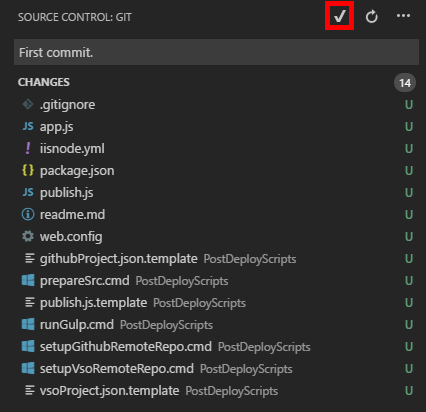 SOURCE CONTROL: GIT
First commit.
CHANGES 14
.gitignore U
JS app.js U
! iisnode.yml U
{} package.json U
JS publish.js U
readme.md U
web.config U
githubProject.json.template PostDeployScripts U
prepareSrc.cmd PostDeployScripts U
publish.js.template PostDeployScripts U
runGulp.cmd PostDeployScripts U
setupGithubRemoteRepo.cmd PostDeployScripts U
setupVsoRemoteRepo.cmd PostDeployScripts U
vsoProject.json.template PostDeployScripts U